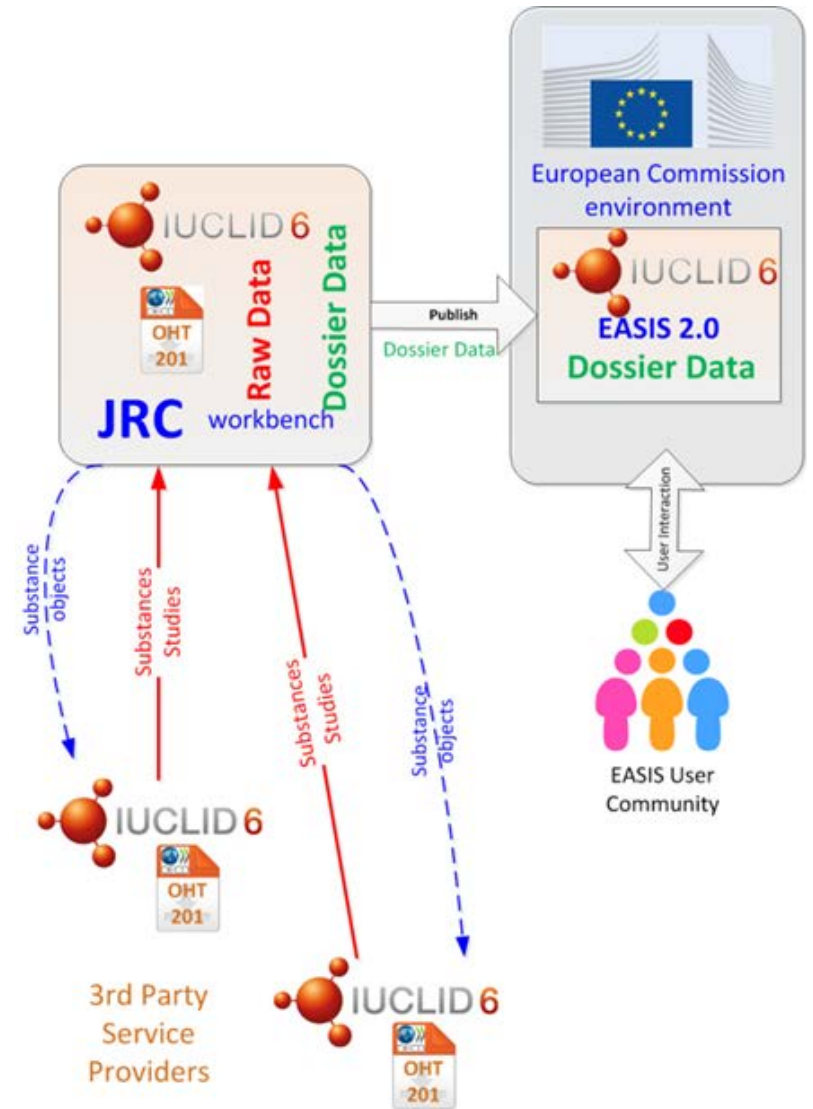 European Commission
environment
IUCLID 6
EASIS 2.0
Dossier Data
IUCLID 6
OHT
201
Raw Data
Dossier Data
JRC
workbench
Publish
Dossier Data
User Interaction
EASIS User
Community
Substance
objects
Substances
Studies
Substances
Studies
Substance
objects
IUCLID 6
OHT
201
3rd Party
Service
Providers
IUCLID 6
OHT
201